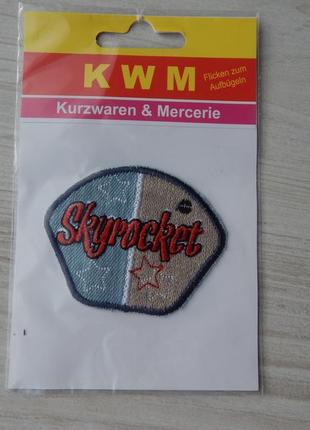 KWM
Flicken zum
Aufbügeln
Kurzwaren & Mercerie
Skyrocket